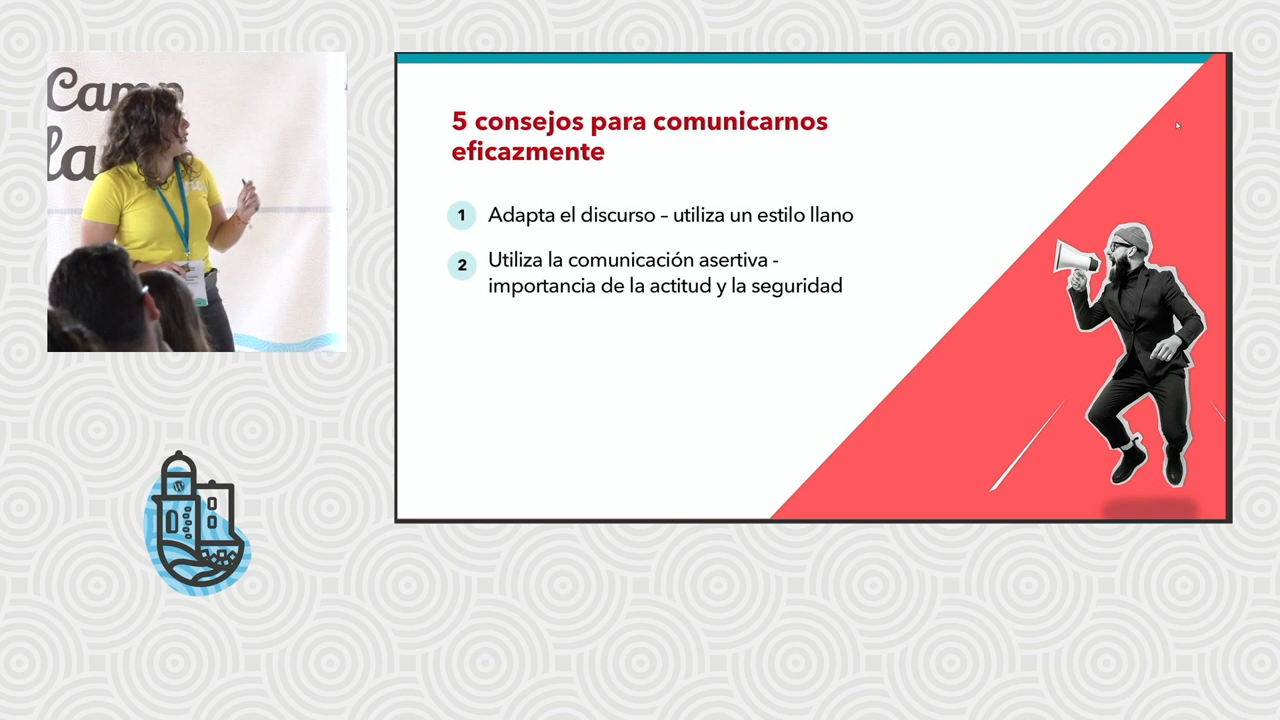 Camp
la
5 consejos para comunicarnos
eficazmente
1 Adapta el discurso – utiliza un estilo llano
2 Utiliza la comunicación asertiva -
importancia de la actitud y la seguridad